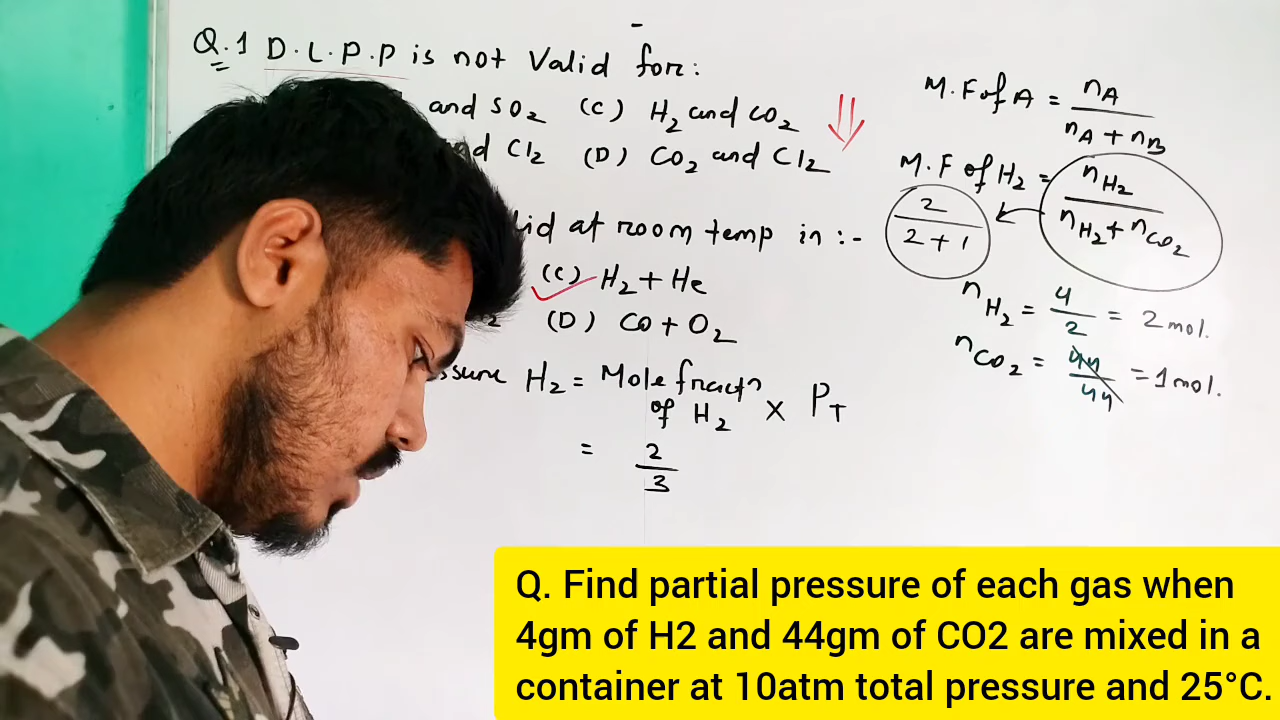 Q.1 D.L.P.P is not Valid for:
and SO2 (C) H2 and CO2
Cl2 (D) CO2 and Cl2
at room temp in :-
(C) H2 + He
(D) CO + O2
H2 = Mole fractn of H2 × PT
= 2/3
M.F of A = nA / nA + nB
M.F of H2 = nH2 / nH2 + nCO2
2 / 2 + 1
nH2 = 4/2 = 2 mol.
nCO2 = 44/44 = 1 mol.
Q. Find partial pressure of each gas when
4gm of H2 and 44gm of CO2 are mixed in a
container at 10atm total pressure and 25°C.